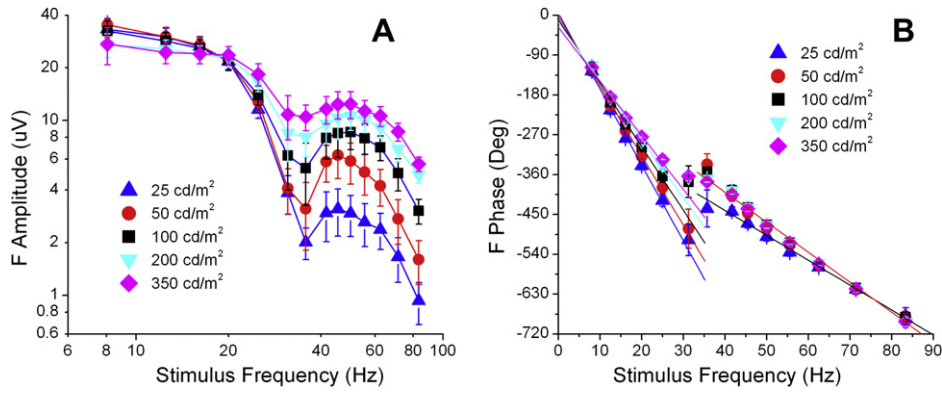 A
F Amplitude (uV)
40
20
10
8
6
4
2
1
0.8
0.6
25 cd/m²
50 cd/m²
100 cd/m²
200 cd/m²
350 cd/m²
6
8
10
20
40
60
80
100
Stimulus Frequency (Hz)
B
F Phase (Deg)
0
-90
-180
-270
-360
-450
-540
-630
-720
25 cd/m²
50 cd/m²
100 cd/m²
200 cd/m²
350 cd/m²
0
10
20
30
40
50
60
70
80
90
Stimulus Frequency (Hz)